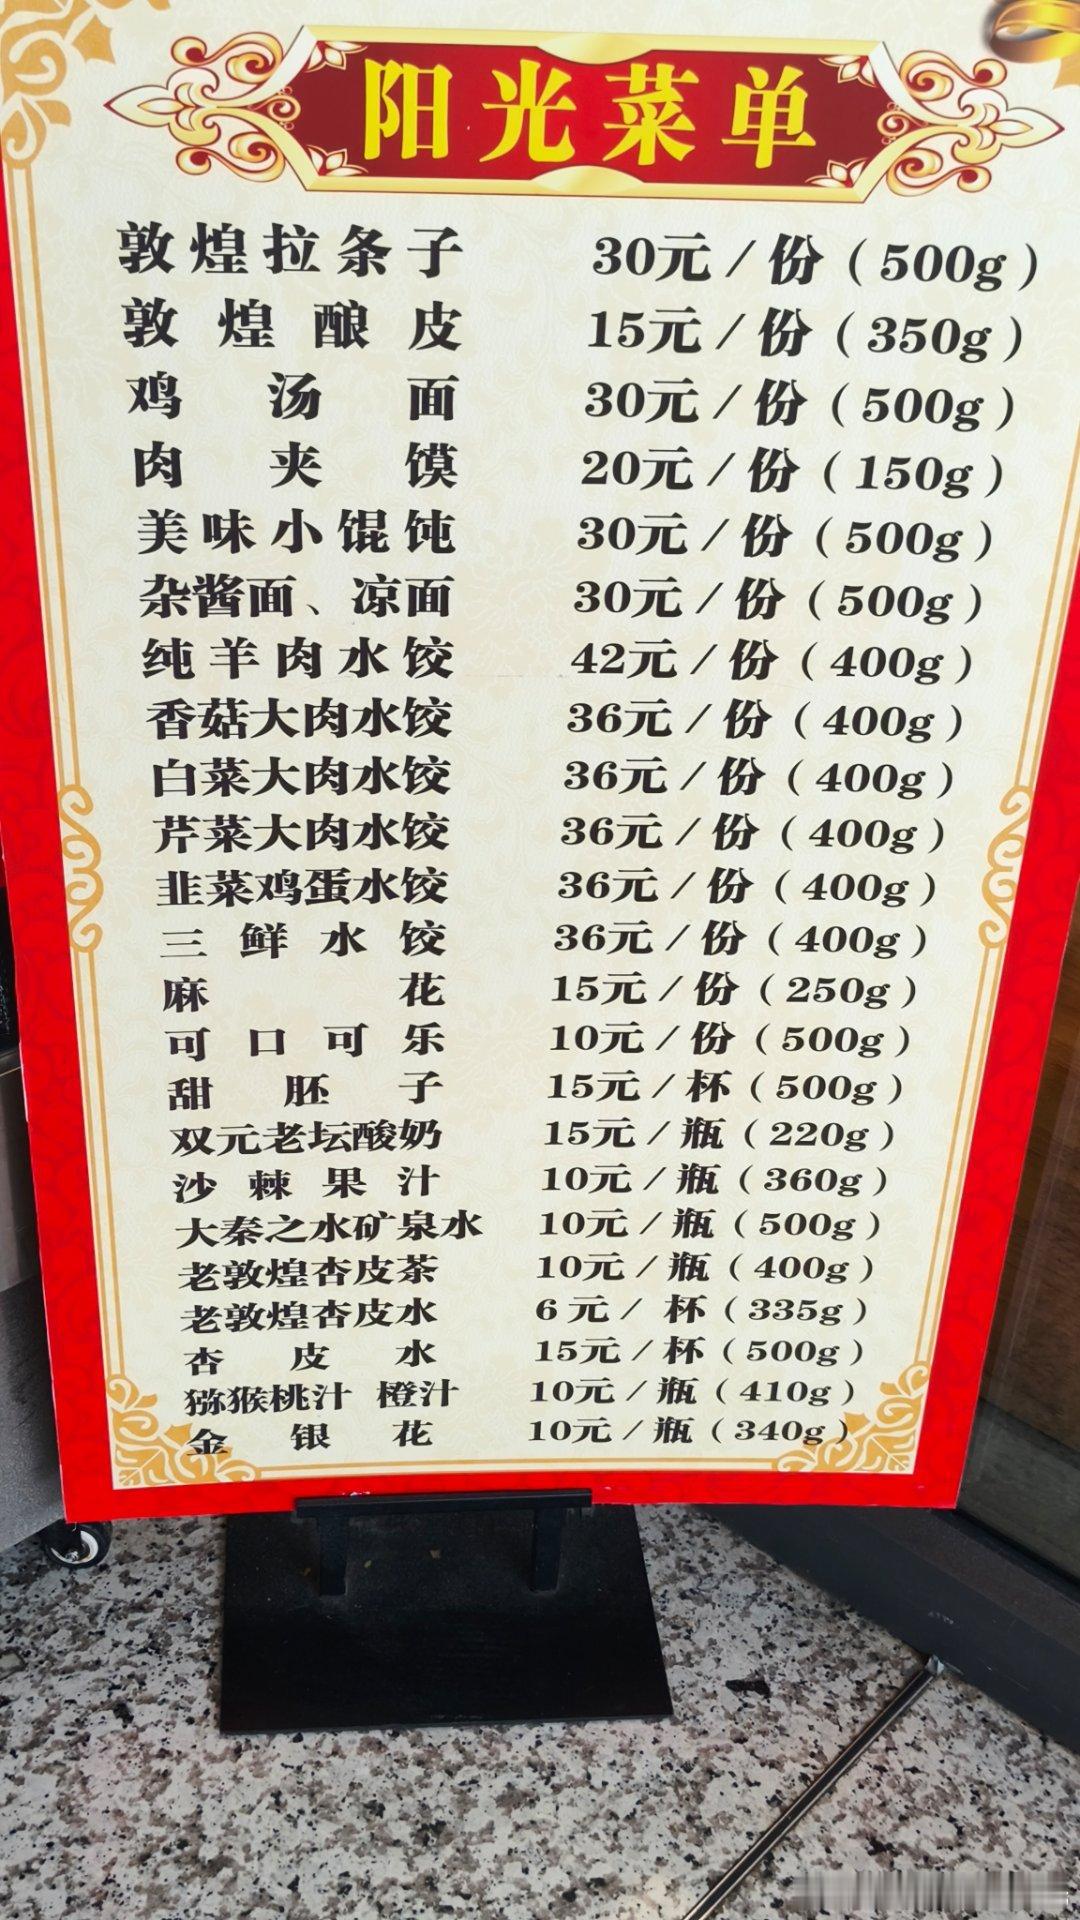 阳光菜单
敦煌拉条子 30元/份(500g)
敦煌酿皮 15元/份(350g)
鸡汤面 30元/份(500g)
肉夹馍 20元/份(150g)
美味小馄饨 30元/份(500g)
杂酱面、凉面 30元/份(500g)
纯羊肉水饺 42元/份(400g)
香菇大肉水饺 36元/份(400g)
白菜大肉水饺 36元/份(400g)
芹菜大肉水饺 36元/份(400g)
韭菜鸡蛋水饺 36元/份(400g)
三鲜水饺 36元/份(400g)
麻花 15元/份(250g)
可口可乐 10元/份(500g)
甜胚子 15元/杯(500g)
双元老坛酸奶 15元/瓶(220g)
沙棘果汁 10元/瓶(360g)
大秦之水矿泉水 10元/瓶(500g)
老敦煌杏皮茶 10元/瓶(400g)
老敦煌杏皮水 6元/杯(335g)
杏皮水 15元/杯(500g)
猕猴桃汁 橙汁 10元/瓶(410g)
金银花 10元/瓶(340g)